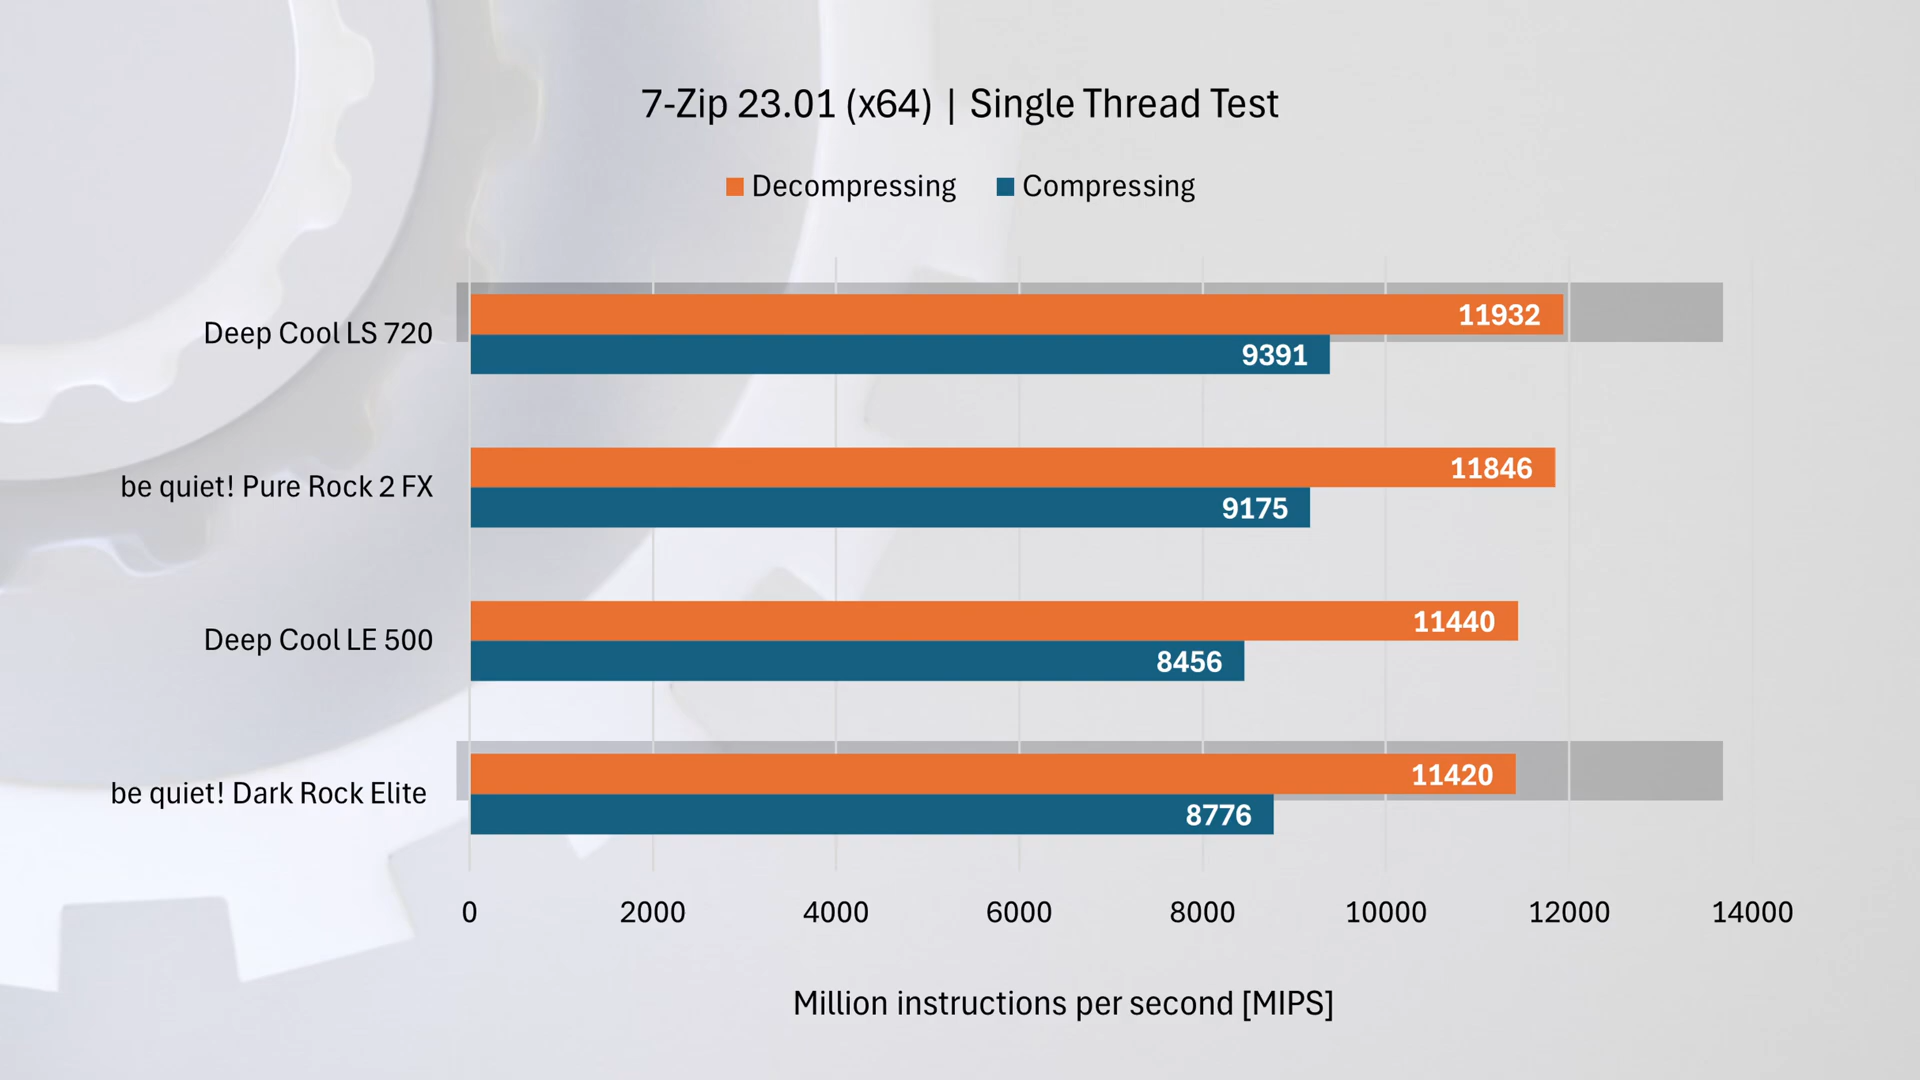 7-Zip 23.01 (x64) | Single Thread Test
Decompressing Compressing
Deep Cool LS 720
11932
9391
be quiet! Pure Rock 2 FX
11846
9175
Deep Cool LE 500
11440
8456
be quiet! Dark Rock Elite
11420
8776
0 2000 4000 6000 8000 10000 12000 14000
Million instructions per second [MIPS]